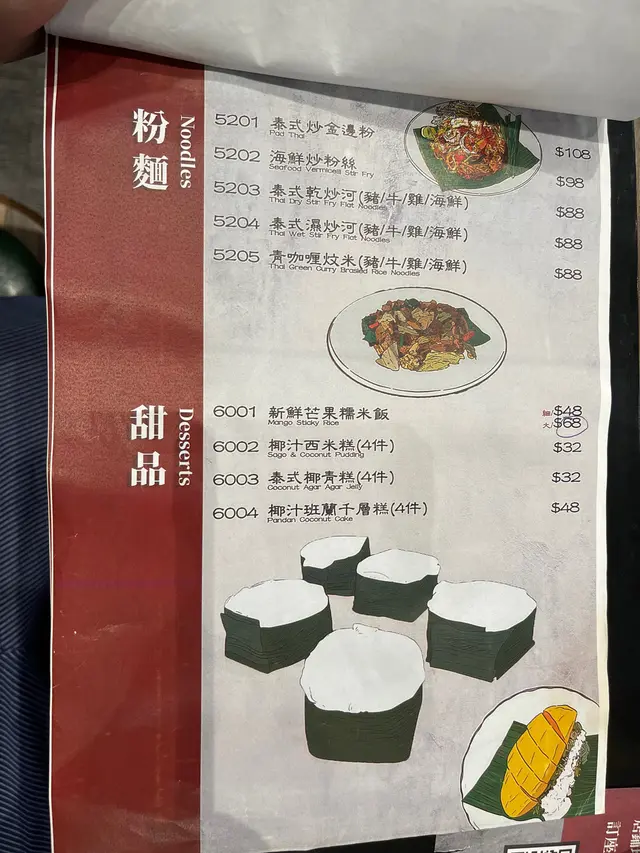 粉麵
Noodles
5201 泰式炒金邊粉 $108
Pad Thai
5202 海鮮炒粉絲 $98
Seafood Vermicelli Stir Fry
5203 泰式乾炒河(豬/牛/雞/海鮮) $88
Thai Dry Stir Fry Flat Noodles
5204 泰式濕炒河(豬/牛/雞/海鮮) $88
Thai Wet Stir Fry Flat Noodles
5205 青咖喱炆米(豬/牛/雞/海鮮) $88
Thai Green Curry Brasied Rice Noodles
甜品
Desserts
6001 新鮮芒果糯米飯 細/$48
Mango Sticky Rice 大/$68
6002 椰汁西米糕(4件) $32
Sago & Coconut Pudding
6003 泰式椰青糕(4件) $32
Coconut Agar Agar Jelly
6004 椰汁班蘭千層糕(4件) $48
Pandan Coconut Cake
訂座